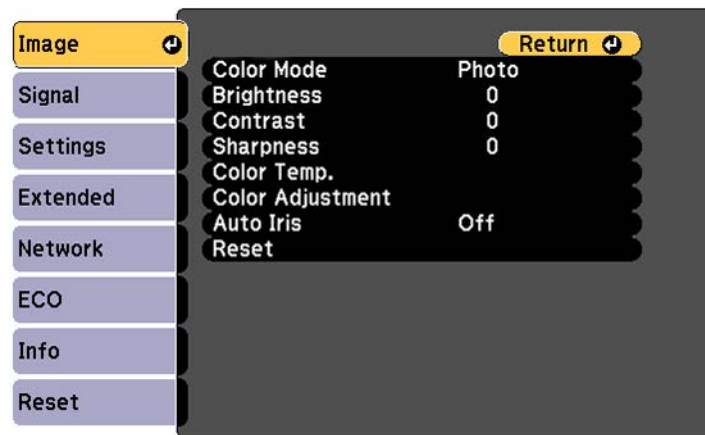 Image
Signal
Settings
Extended
Network
ECO
Info
Reset
Return
Color Mode Photo
Brightness 0
Contrast 0
Sharpness 0
Color Temp.
Color Adjustment
Auto Iris Off
Reset